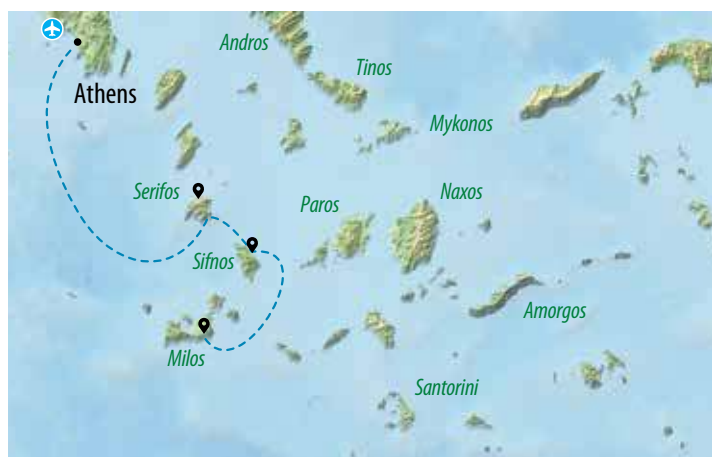 Andros
Tinos
Athens
Mykonos
Serifos
Paros
Naxos
Sifnos
Amorgos
Milos
Santorini